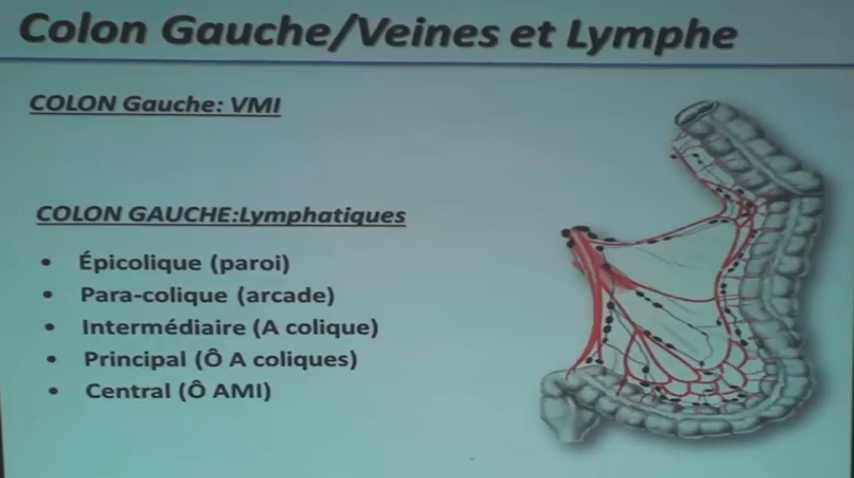 Colon Gauche/Veines et Lymphe
COLON Gauche: VMI
COLON GAUCHE:Lymphatiques
• Épicolique (paroi)
• Para-colique (arcade)
• Intermédiaire (A colique)
• Principal (Ô A coliques)
• Central (Ô AMI)